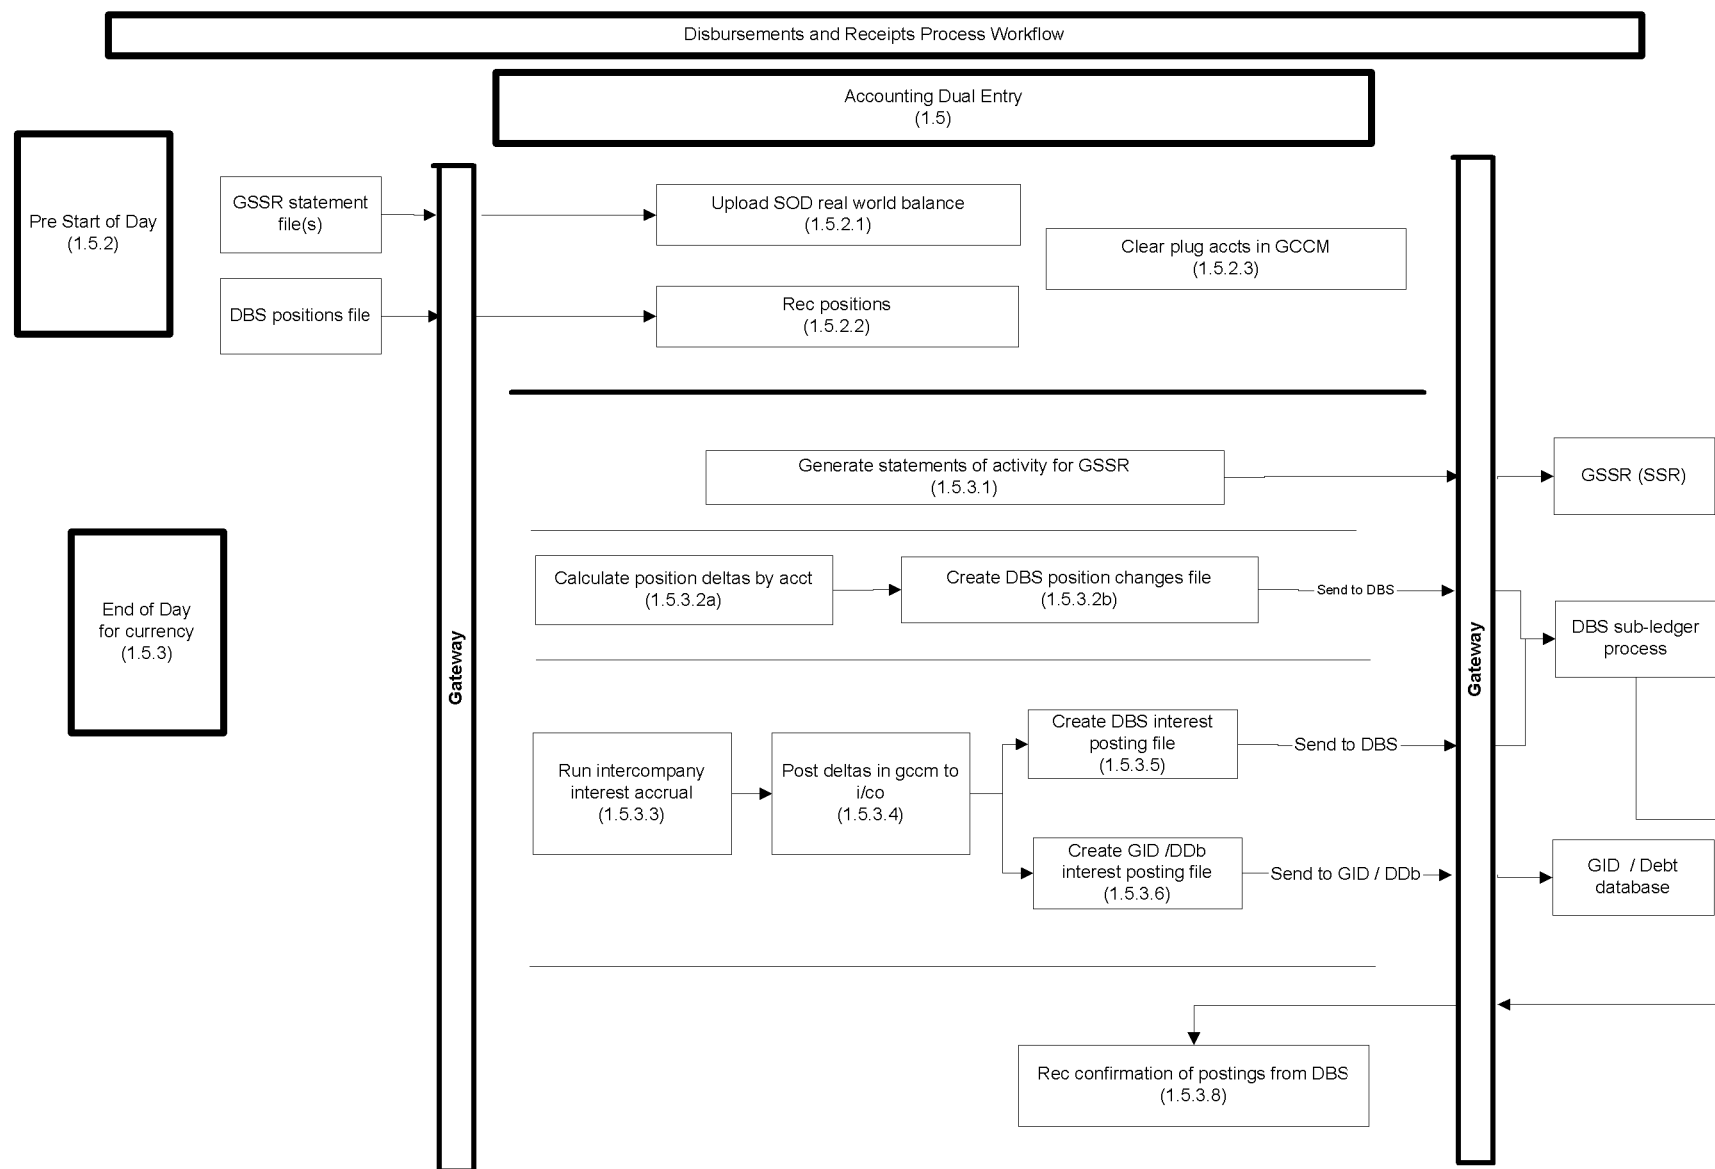 Disbursements and Receipts Process Workflow
Accounting Dual Entry
(1.5)
Pre Start of Day
(1.5.2)
GSSR statement
file(s)
DBS positions file
Upload SOD real world balance
(1.5.2.1)
Clear plug accts in GCCM
(1.5.2.3)
Rec positions
(1.5.2.2)
Generate statements of activity for GSSR
(1.5.3.1)
GSSR (SSR)
End of Day
for currency
(1.5.3)
Gateway
Calculate position deltas by acct
(1.5.3.2a)
Create DBS position changes file
(1.5.3.2b)
Send to DBS
Gateway
DBS sub-ledger
process
Run intercompany
interest accrual
(1.5.3.3)
Post deltas in gccm to
i/co
(1.5.3.4)
Create DBS interest
posting file
(1.5.3.5)
Send to DBS
Create GID /DDb
interest posting file
(1.5.3.6)
Send to GID / DDb
GID / Debt
database
Rec confirmation of postings from DBS
(1.5.3.8)